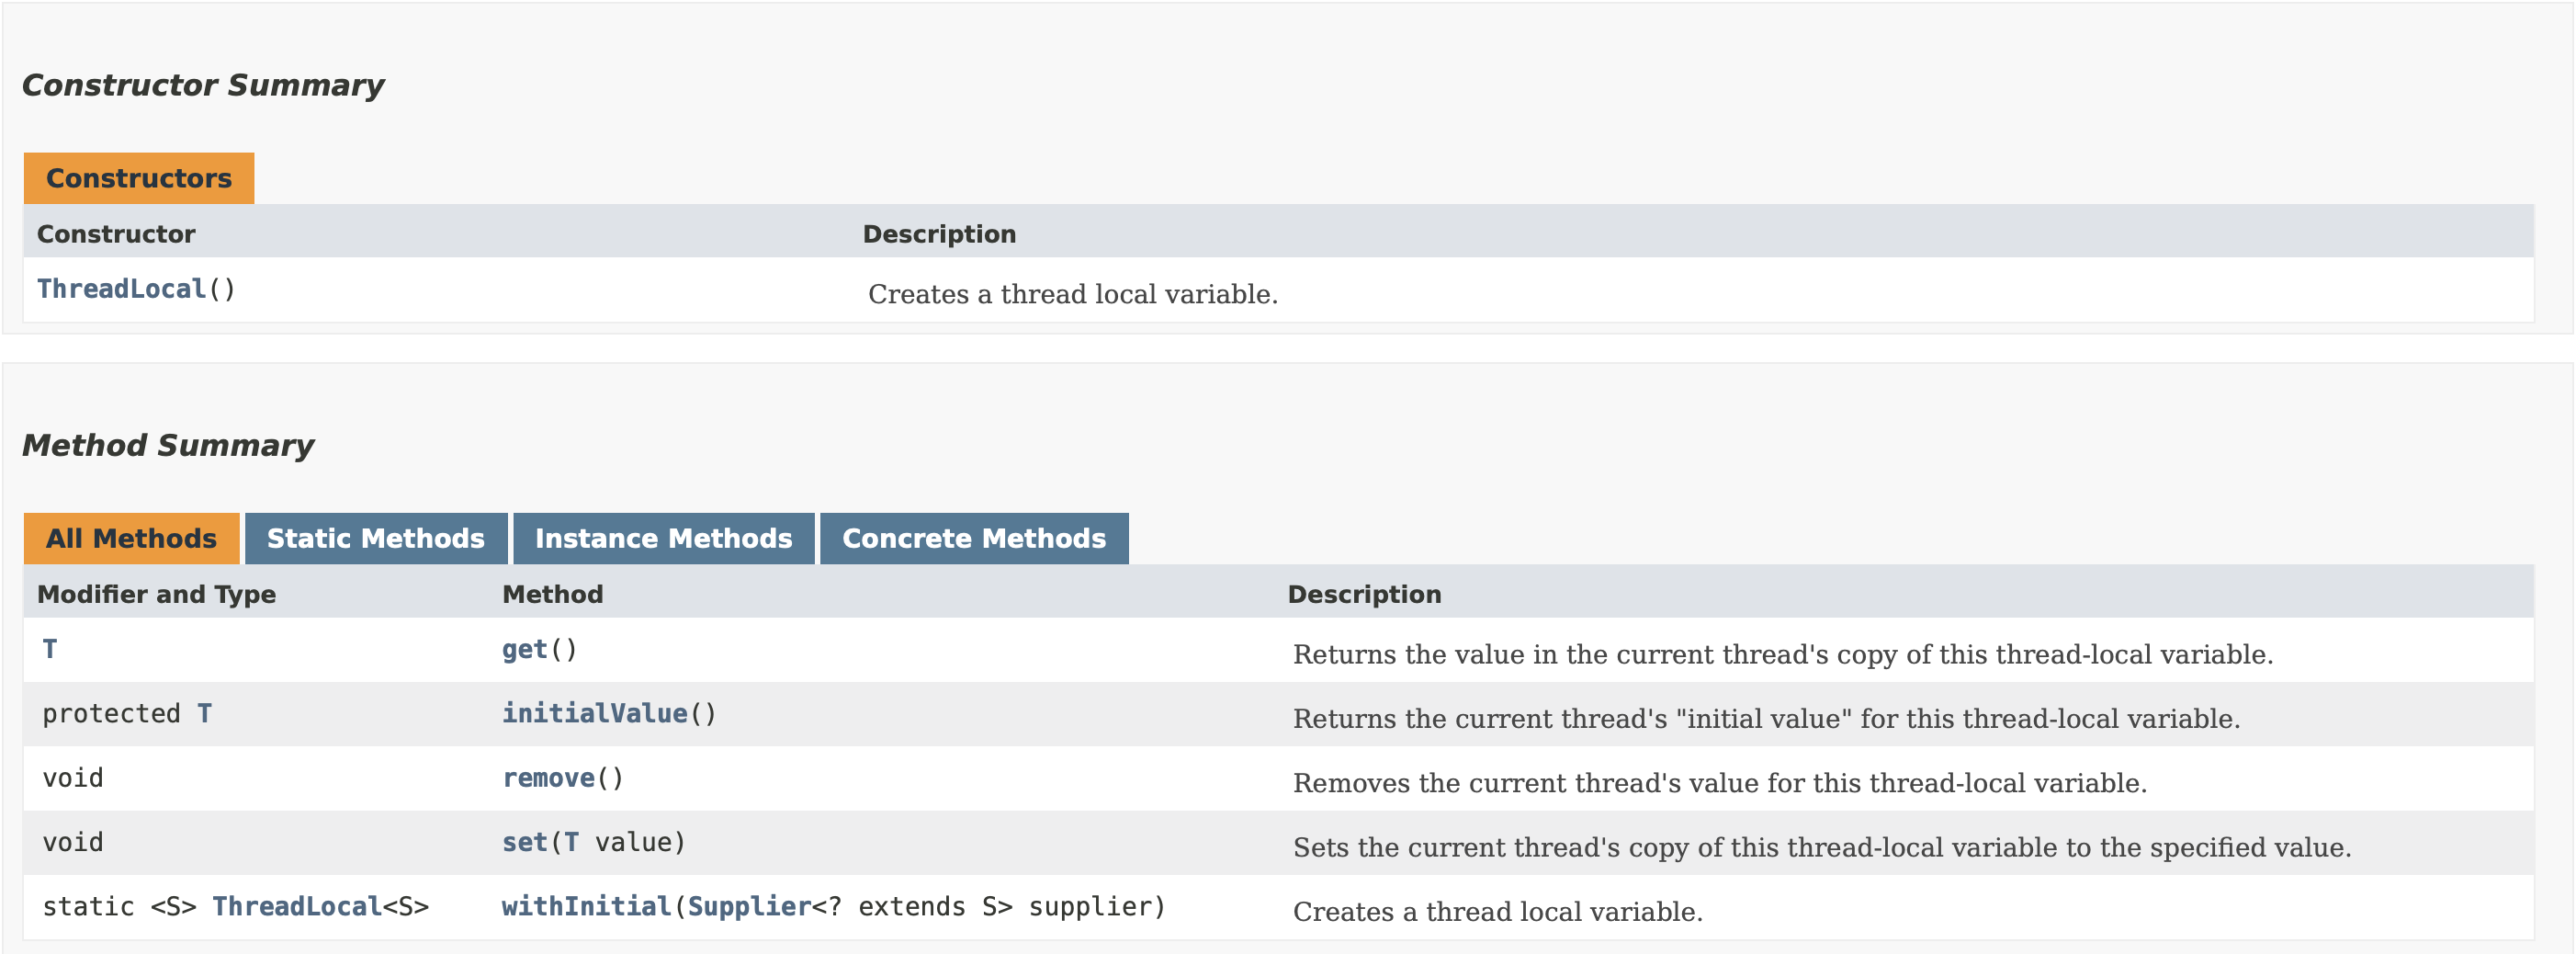 Constructor Summary
Constructors
Constructor Description
ThreadLocal() Creates a thread local variable.
Method Summary
All Methods Static Methods Instance Methods Concrete Methods
Modifier and Type Method Description
T get() Returns the value in the current thread's copy of this thread-local variable.
protected T initialValue() Returns the current thread's "initial value" for this thread-local variable.
void remove() Removes the current thread's value for this thread-local variable.
void set(T value) Sets the current thread's copy of this thread-local variable to the specified value.
static <S> ThreadLocal<S> withInitial(Supplier<? extends S> supplier) Creates a thread local variable.